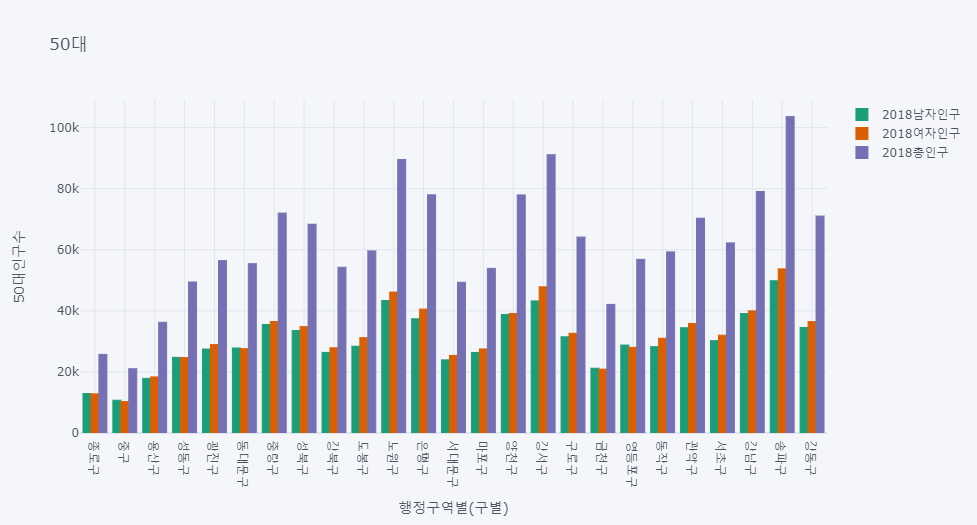 50대
2018남자인구
2018여자인구
2018총인구
100k
80k
60k
40k
20k
0
50대인구수
종로구
중구
용산구
성동구
광진구
동대문구
중랑구
성북구
강북구
도봉구
노원구
은평구
서대문구
마포구
양천구
강서구
구로구
금천구
영등포구
동작구
관악구
서초구
강남구
송파구
강동구
행정구역별(구별)